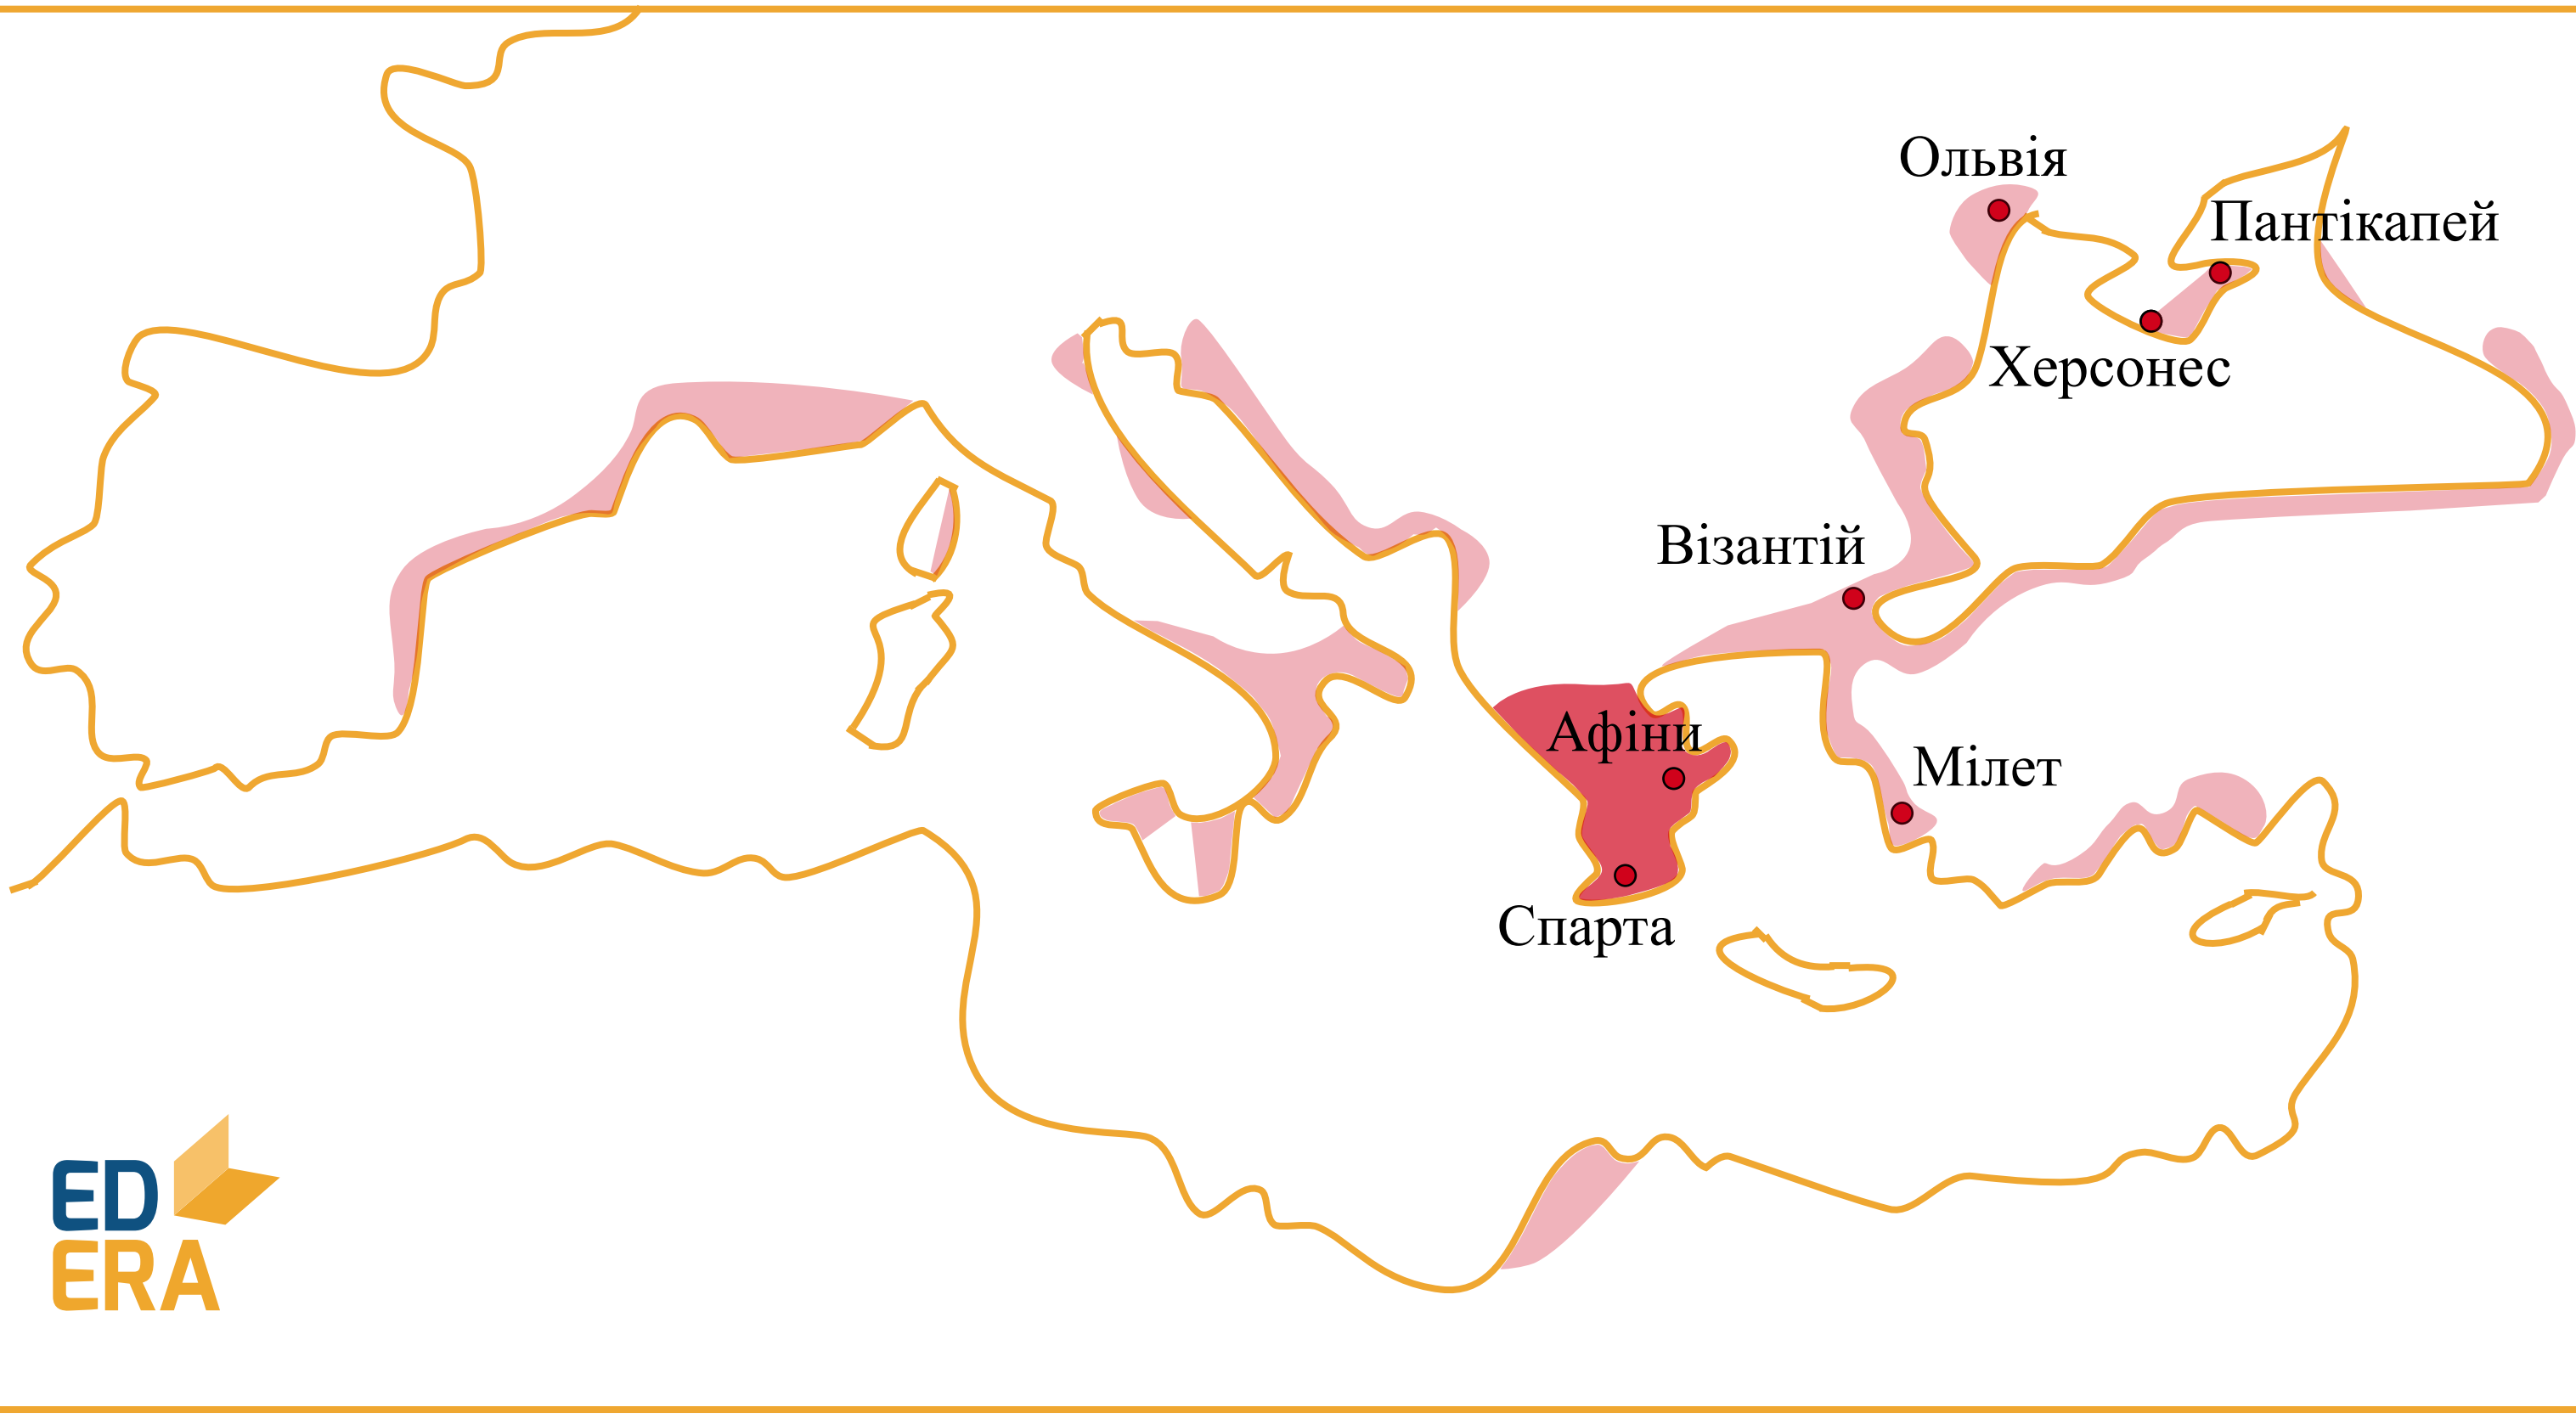 Ольвія
Пантікапей
Херсонес
Візантій
Афіни
Мілет
Спарта
ED
ERA